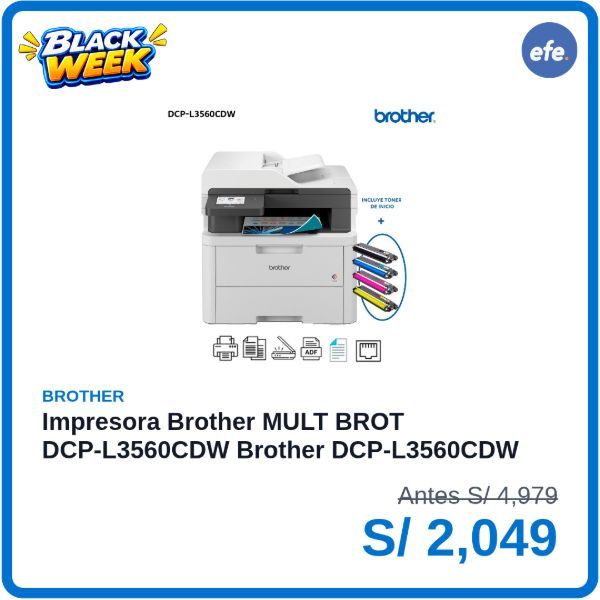 BLACK
WEEK
efe.
DCP-L3560CDW
brother.
INCLUYE TONER
DE INICIO
+
brother
ADF
BROTHER
Impresora Brother MULT BROT
DCP-L3560CDW Brother DCP-L3560CDW
Antes S/ 4,979
S/ 2,049